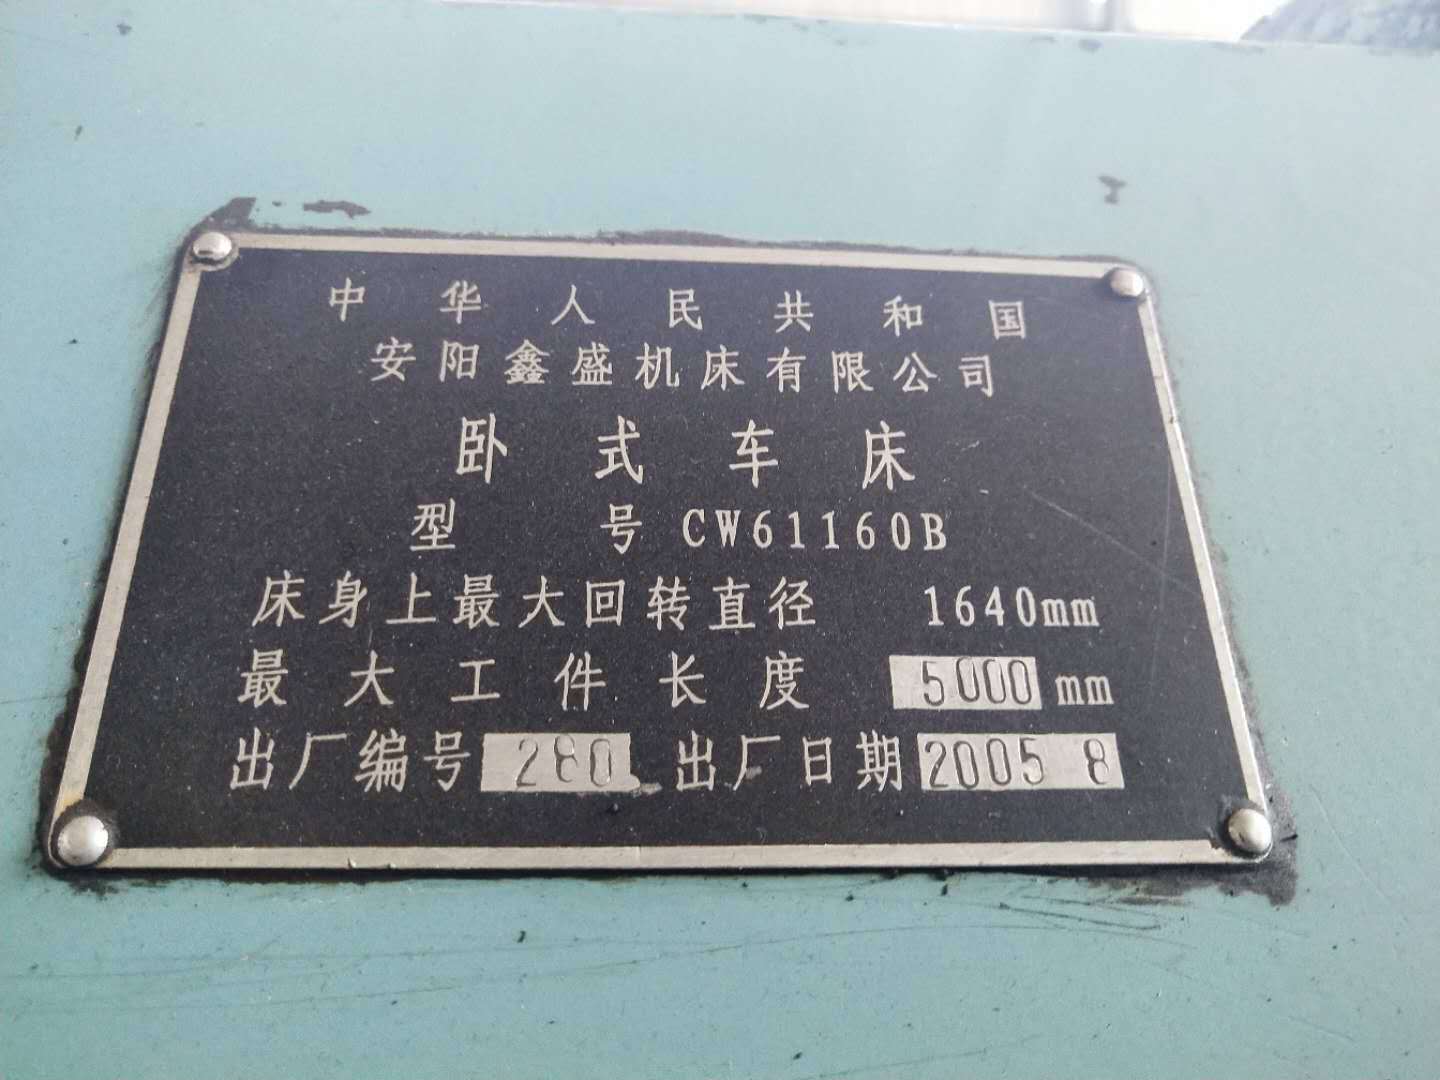 中华人民共和国
安阳鑫盛机床有限公司
卧式车床
型号 CW61160B
床身上最大回转直径 1640mm
最大工件长度 5000 mm
出厂编号 280 出厂日期 2005 8